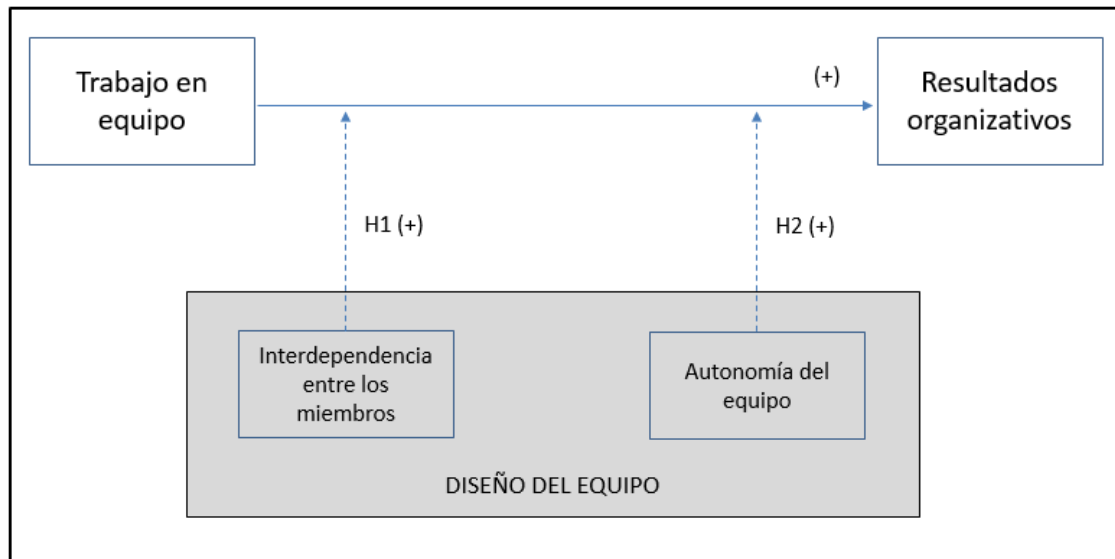 Trabajo en
equipo
(+)
Resultados
organizativos
H1 (+)
H2 (+)
Interdependencia
entre los
miembros
Autonomía del
equipo
DISEÑO DEL EQUIPO